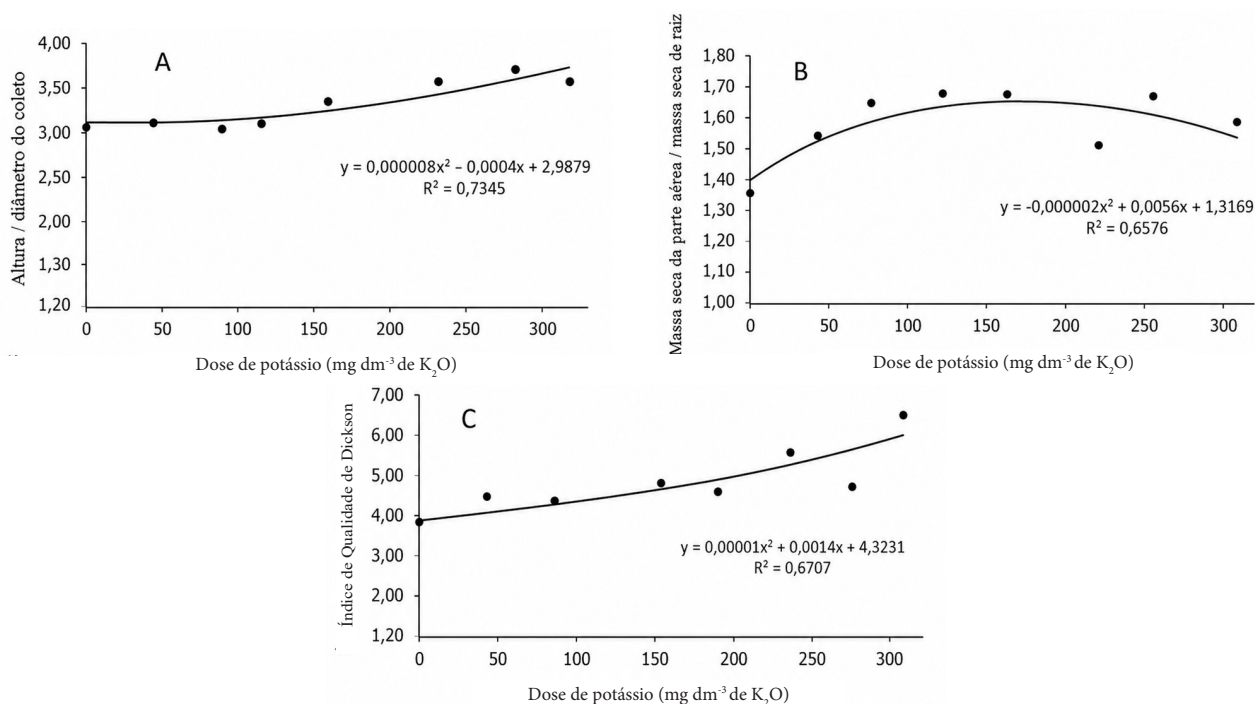 A
Altura / diâmetro do coleto
4,00
3,50
3,00
2,50
2,00
1,30
1,20
y = 0,000008x² – 0,0004x + 2,9879
R² = 0,7345
0 50 100 150 200 250 300
Dose de potássio (mg dm⁻³ de K₂O)
B
Massa seca da parte aérea / massa seca de raiz
1,80
1,70
1,60
1,50
1,40
1,30
1,20
1,10
1,00
y = -0,000002x² + 0,0056x + 1,3169
R² = 0,6576
0 50 100 150 200 250 300
Dose de potássio (mg dm⁻³ de K₂O)
C
Índice de Qualidade de Dickson
7,00
6,00
5,00
4,00
3,00
2,00
1,20
y = 0,00001x² + 0,0014x + 4,3231
R² = 0,6707
0 50 100 150 200 250 300
Dose de potássio (mg dm⁻³ de K₂O)